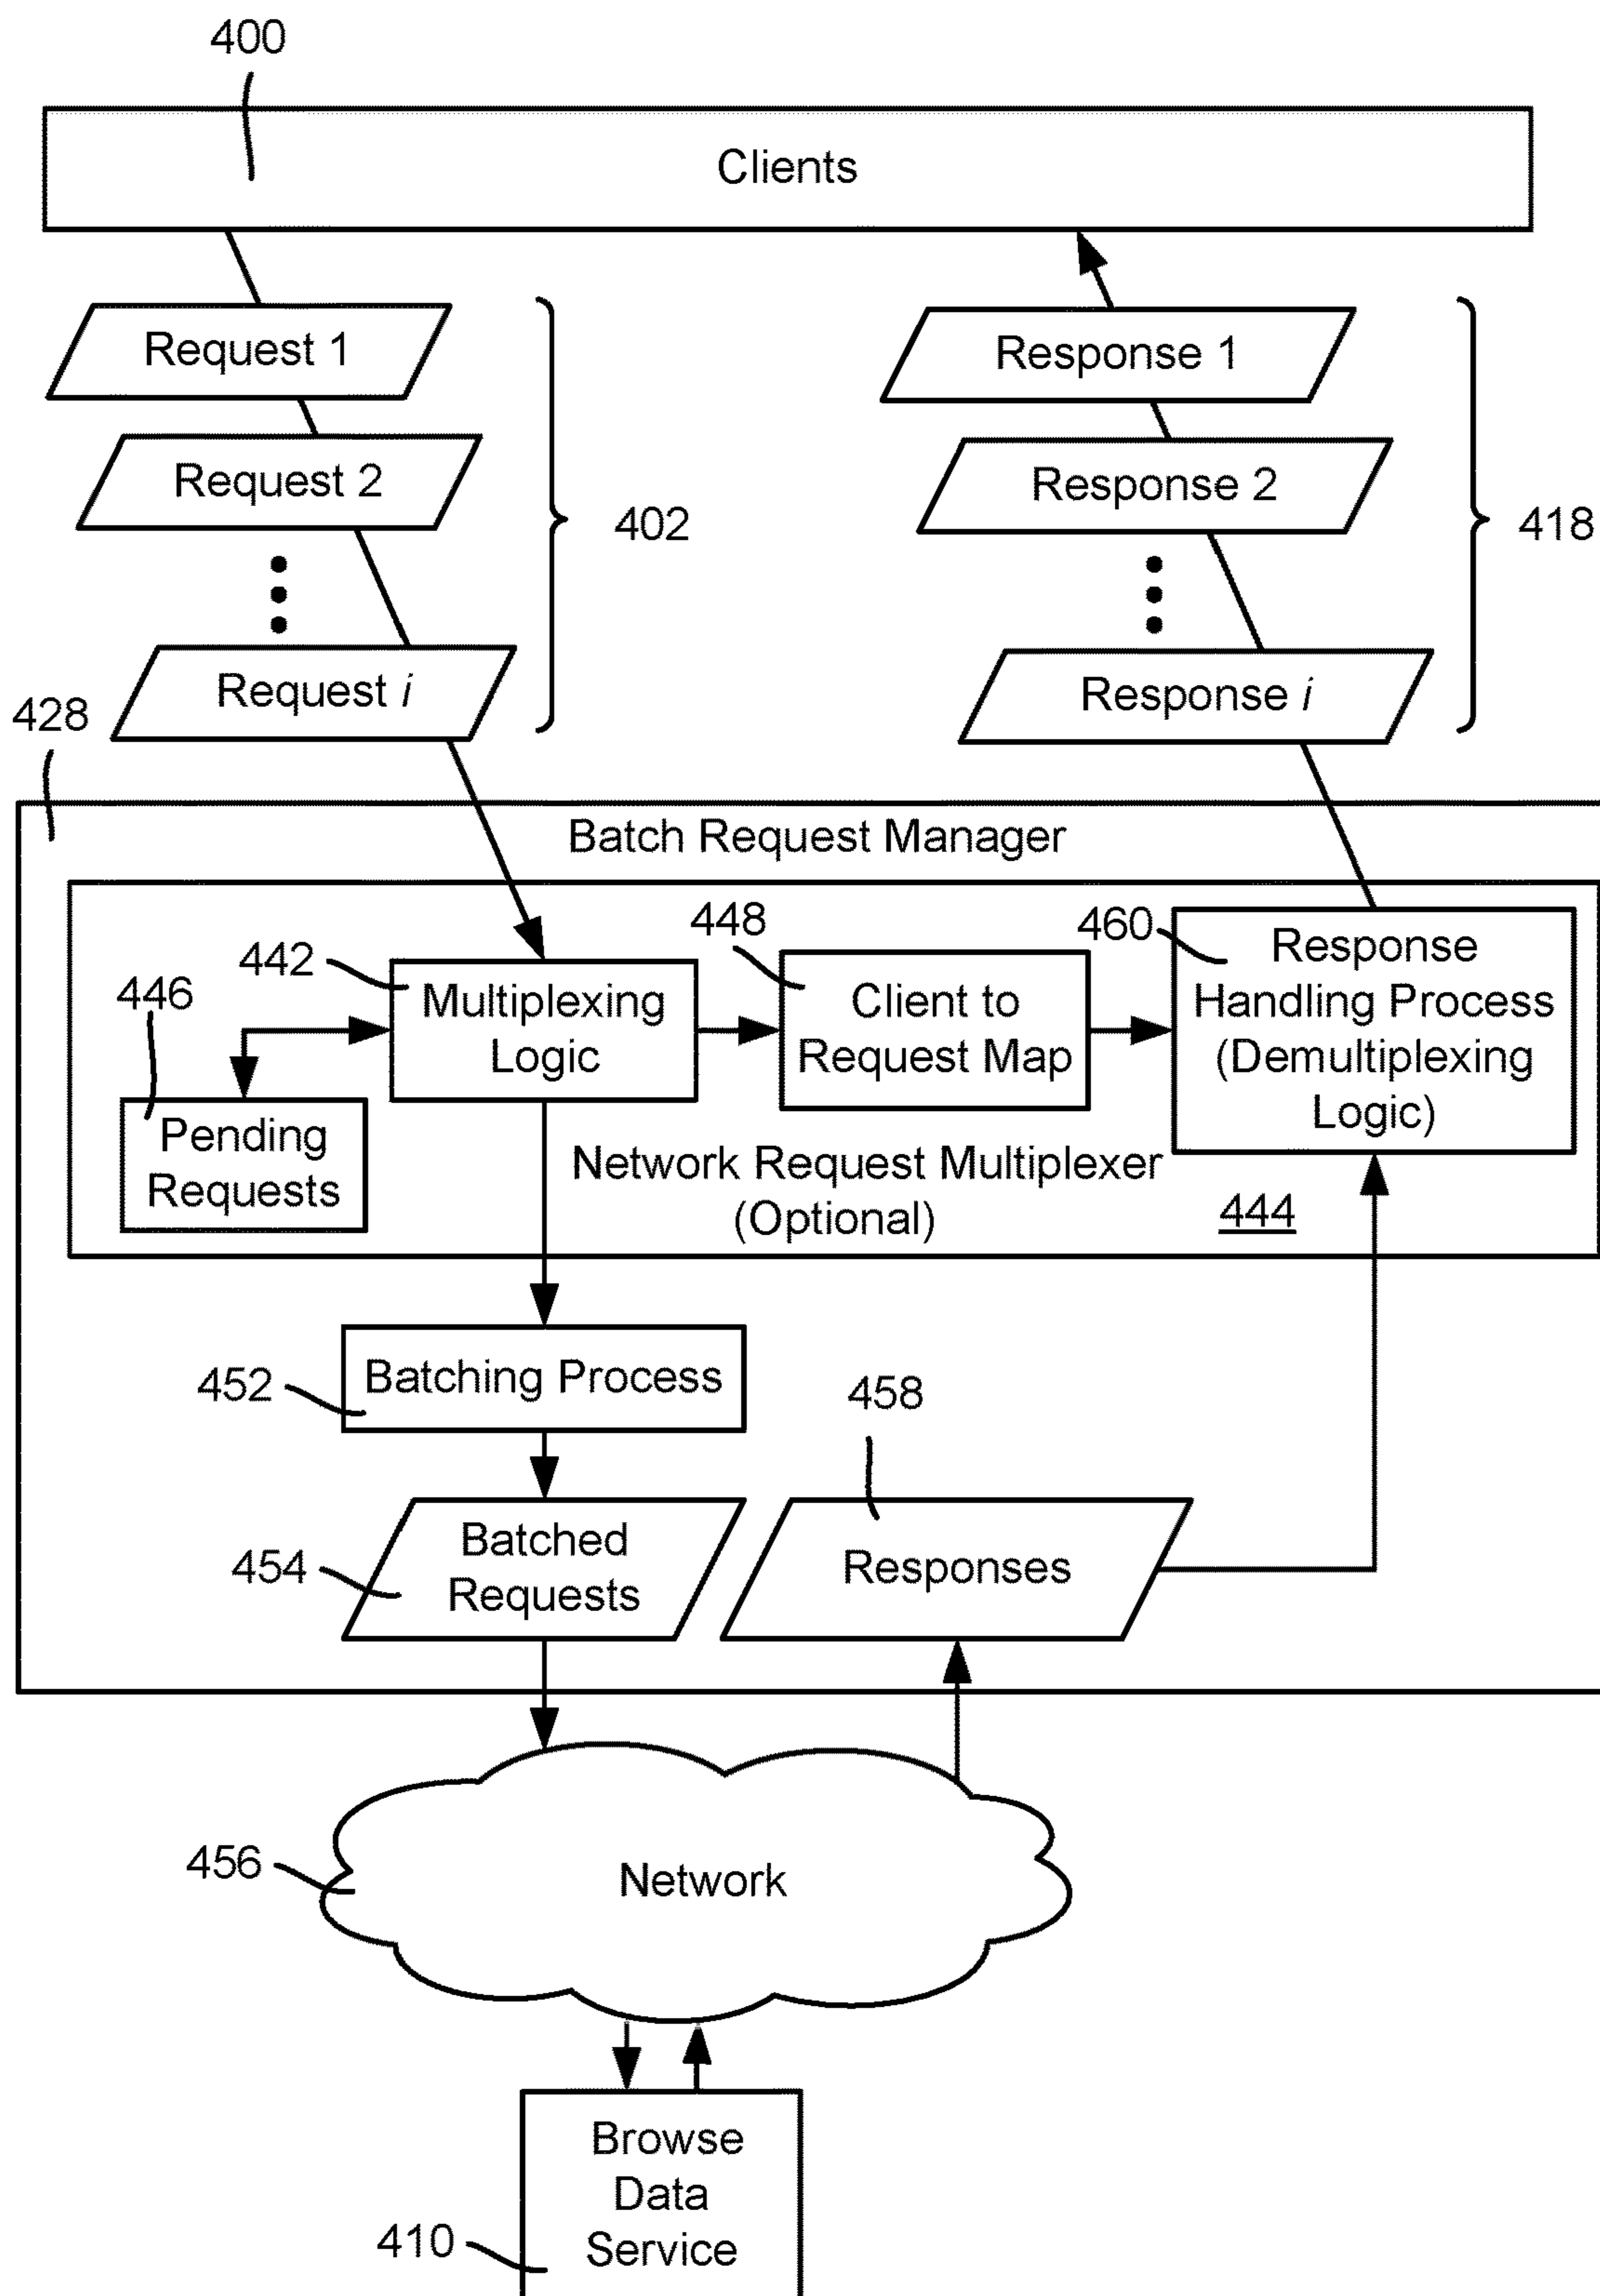 400
Clients
Request 1
Response 1
Request 2
Response 2
402
418
Request i
Response i
428
Batch Request Manager
448
460
442
446
Multiplexing
Logic
Client to
Request Map
Response
Handling Process
(Demultiplexing
Logic)
Pending
Requests
Network Request Multiplexer
(Optional)
444
Batching Process
452
458
Batched
Requests
454
Responses
456
Network
Browse
Data
Service
410